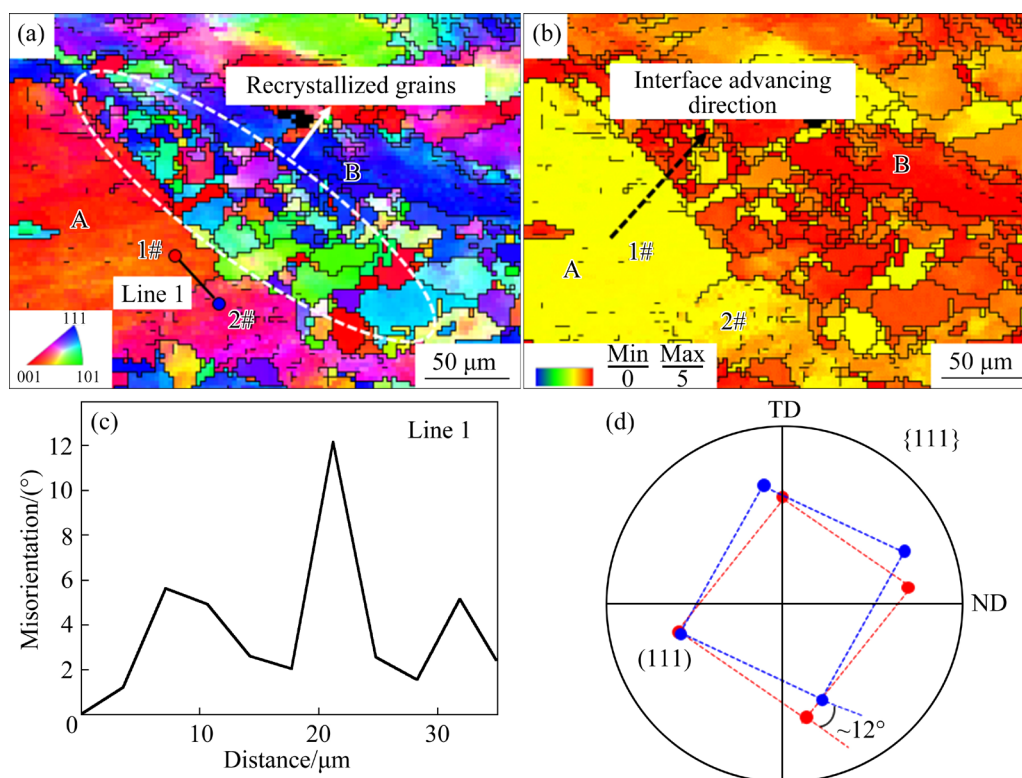 (a)
Recrystallized grains
B
A
1#
Line 1
2#
111
001
101
50 μm
(b)
Interface advancing
direction
B
A
1#
2#
Min
Max
0
5
50 μm
(c)
Line 1
12
10
8
6
4
2
0
10
20
30
Misorientation/(°)
Distance/μm
(d)
TD
{111}
ND
(111)
~12°